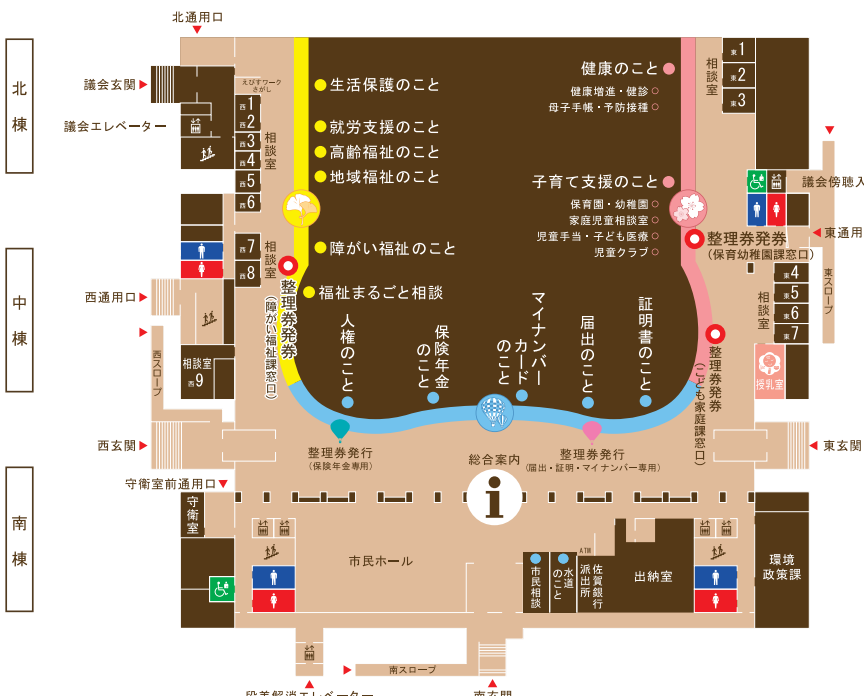 北通用口
北棟
議会玄関
議会エレベーター
えびすワーク
さがし
西1
西2
西3
西4
西5
西6
相談室
生活保護のこと
就労支援のこと
高齢福祉のこと
地域福祉のこと
障がい福祉のこと
福祉まるごと相談
健康のこと
健康増進・健診
母子手帳・予防接種
子育て支援のこと
保育園・幼稚園
家庭児童相談室
児童手当・子ども医療
児童クラブ
相談室
東1
東2
東3
議会傍聴入
東通用
整理券発券
(保育幼稚園課窓口)
中棟
西通用口
西7
西8
相談室
整理券発券
(障がい福祉課窓口)
相談室
西9
西スロープ
西玄関
人権のこと
保険年金
のこと
マイナンバー
カード
のこと
届出のこと
証明書のこと
相談室
東4
東5
東6
東7
東スロープ
授乳室
整理券発券
(こども家庭課窓口)
東玄関
整理券発行
(保険年金専用)
総合案内
整理券発行
(届出・証明・マイナンバー専用)
i
南棟
守衛室前通用口
守衛室
市民ホール
市民相談
水道
のこと
ATM
佐賀銀行
派出所
出納室
環境
政策課
南スロープ
段差解消エレベーター
南玄関